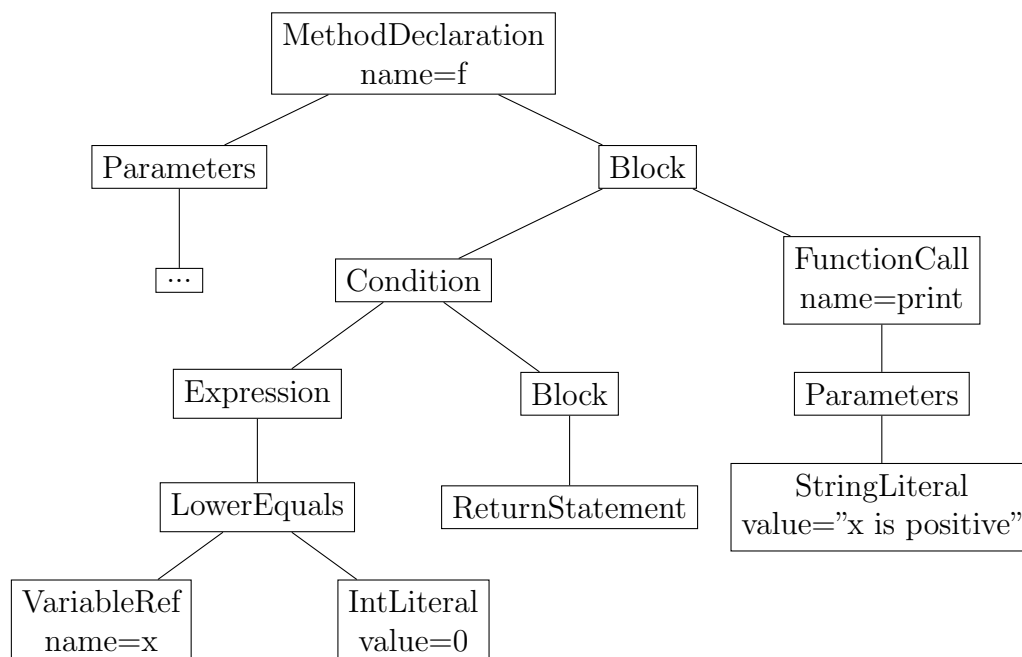 MethodDeclaration
name=f
Parameters
Block
...
Condition
FunctionCall
name=print
Expression
Block
Parameters
LowerEquals
ReturnStatement
StringLiteral
value=”x is positive”
VariableRef
name=x
IntLiteral
value=0